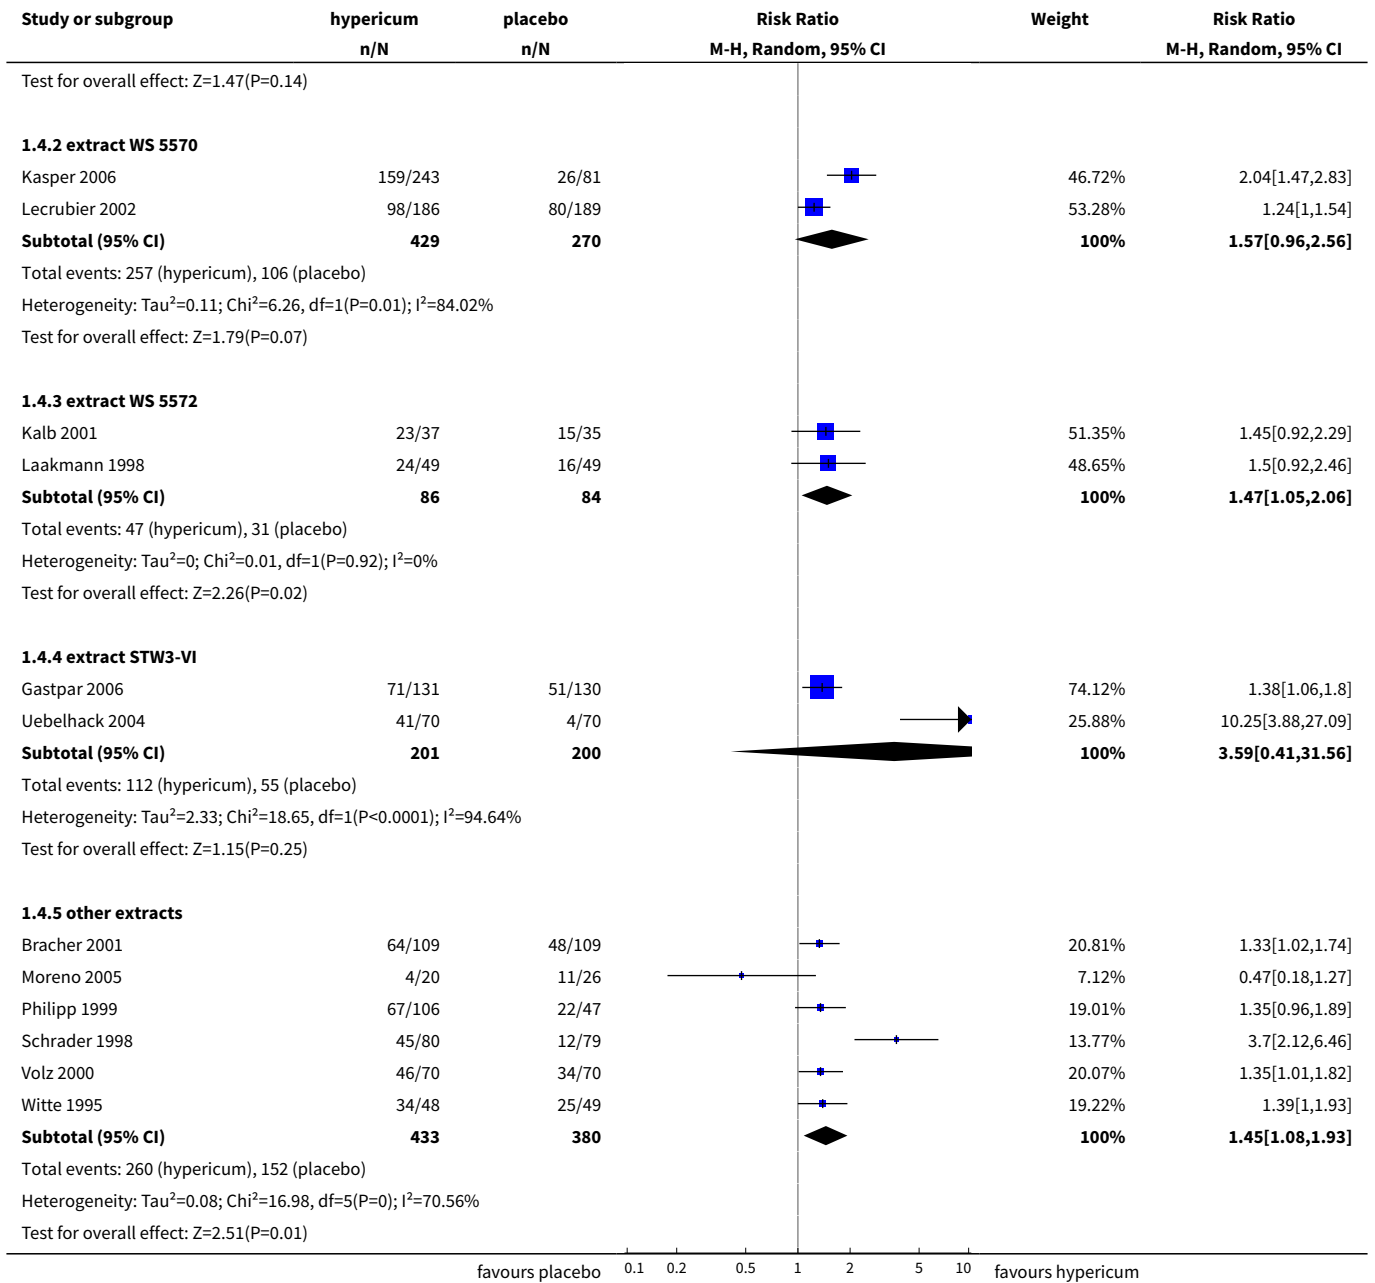 Study or subgroup hypericum placebo Risk Ratio Weight Risk Ratio
n/N n/N M-H, Random, 95% CI M-H, Random, 95% CI
Test for overall effect: Z=1.47(P=0.14)
1.4.2 extract WS 5570
Kasper 2006 159/243 26/81 46.72% 2.04[1.47,2.83]
Lecrubier 2002 98/186 80/189 53.28% 1.24[1,1.54]
Subtotal (95% CI) 429 270 100% 1.57[0.96,2.56]
Total events: 257 (hypericum), 106 (placebo)
Heterogeneity: Tau²=0.11; Chi²=6.26, df=1(P=0.01); I²=84.02%
Test for overall effect: Z=1.79(P=0.07)
1.4.3 extract WS 5572
Kalb 2001 23/37 15/35 51.35% 1.45[0.92,2.29]
Laakmann 1998 24/49 16/49 48.65% 1.5[0.92,2.46]
Subtotal (95% CI) 86 84 100% 1.47[1.05,2.06]
Total events: 47 (hypericum), 31 (placebo)
Heterogeneity: Tau²=0; Chi²=0.01, df=1(P=0.92); I²=0%
Test for overall effect: Z=2.26(P=0.02)
1.4.4 extract STW3-VI
Gastpar 2006 71/131 51/130 74.12% 1.38[1.06,1.8]
Uebelhack 2004 41/70 4/70 25.88% 10.25[3.88,27.09]
Subtotal (95% CI) 201 200 100% 3.59[0.41,31.56]
Total events: 112 (hypericum), 55 (placebo)
Heterogeneity: Tau²=2.33; Chi²=18.65, df=1(P<0.0001); I²=94.64%
Test for overall effect: Z=1.15(P=0.25)
1.4.5 other extracts
Bracher 2001 64/109 48/109 20.81% 1.33[1.02,1.74]
Moreno 2005 4/20 11/26 7.12% 0.47[0.18,1.27]
Philipp 1999 67/106 22/47 19.01% 1.35[0.96,1.89]
Schrader 1998 45/80 12/79 13.77% 3.7[2.12,6.46]
Volz 2000 46/70 34/70 20.07% 1.35[1.01,1.82]
Witte 1995 34/48 25/49 19.22% 1.39[1,1.93]
Subtotal (95% CI) 433 380 100% 1.45[1.08,1.93]
Total events: 260 (hypericum), 152 (placebo)
Heterogeneity: Tau²=0.08; Chi²=16.98, df=5(P=0); I²=70.56%
Test for overall effect: Z=2.51(P=0.01)
favours placebo 0.1 0.2 0.5 1 2 5 10 favours hypericum